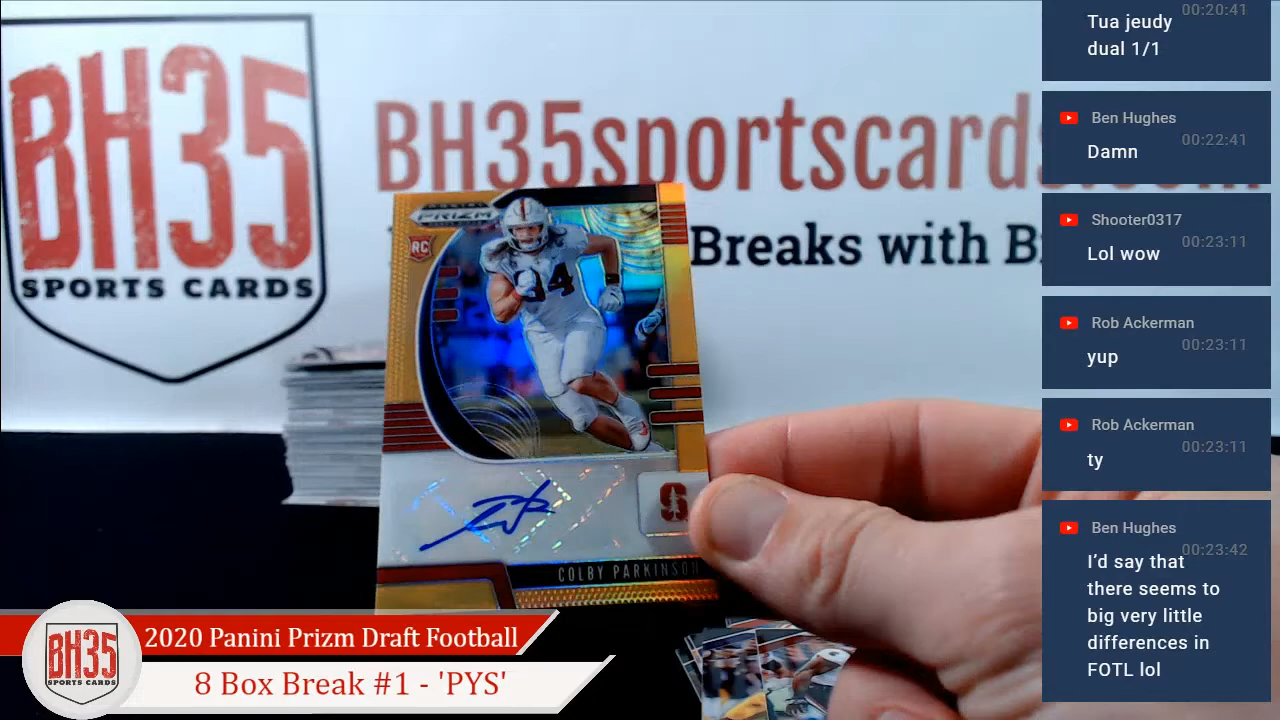 BH35
SPORTS CARDS
BH35sportscards.com
Breaks with B
PRIZM
RC
34
S
COLBY PARKINSON
BH35
SPORTS CARDS
2020 Panini Prizm Draft Football
8 Box Break #1 - 'PYS'
00:20:41
Tua jeudy
dual 1/1
Ben Hughes
00:22:41
Damn
Shooter0317
00:23:11
Lol wow
Rob Ackerman
00:23:11
yup
Rob Ackerman
00:23:11
ty
Ben Hughes
00:23:42
I'd say that
there seems to
big very little
differences in
FOTL lol